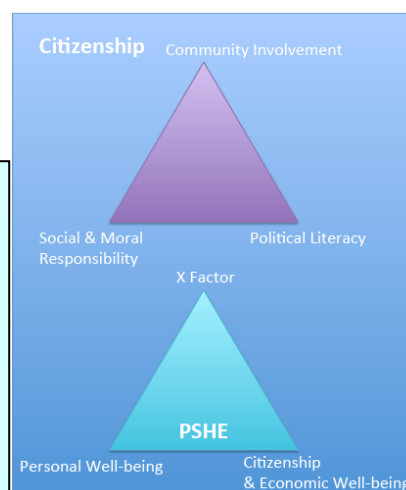 Citizenship
Community Involvement
Social & Moral
Responsibility
Political Literacy
X Factor
PSHE
Personal Well-being
Citizenship
& Economic Well-being